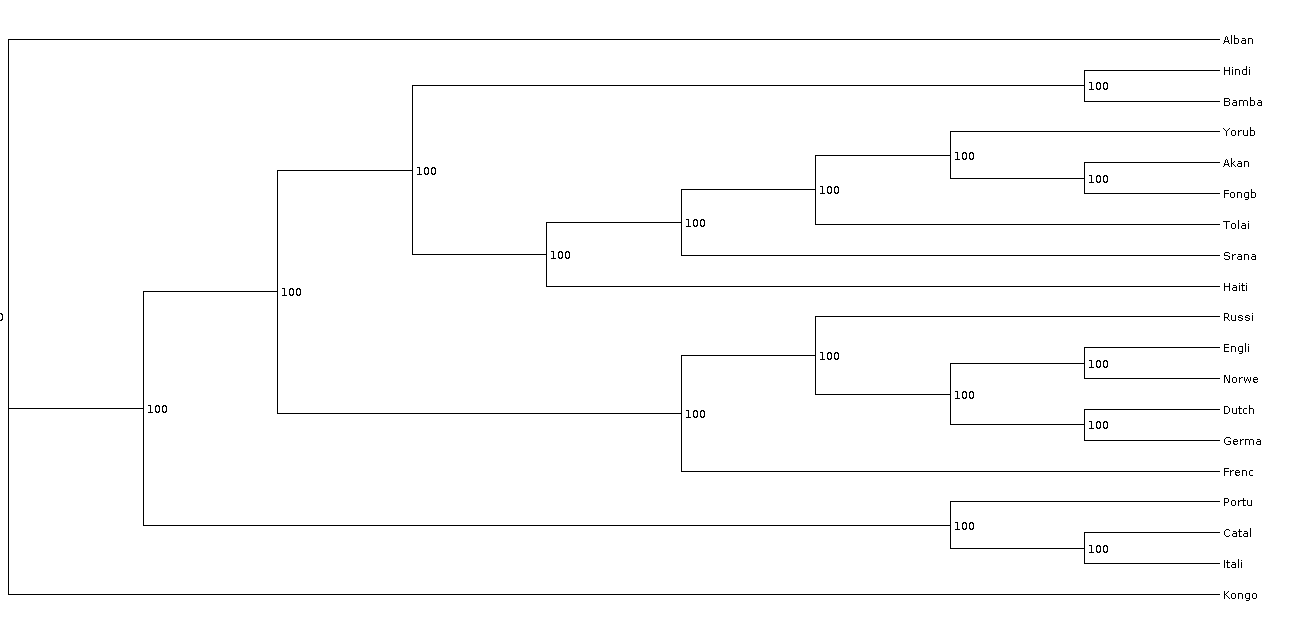 Alban
Hindi
100
Bamba
Yorub
100
Akan
100
100
Fongb
100
Tolai
100
Srana
100
Haiti
100
Russi
Engli
100
100
Norwe
100
100
Dutch
100
100
Germa
Frenc
Portu
100
Catal
100
Itali
Kongo